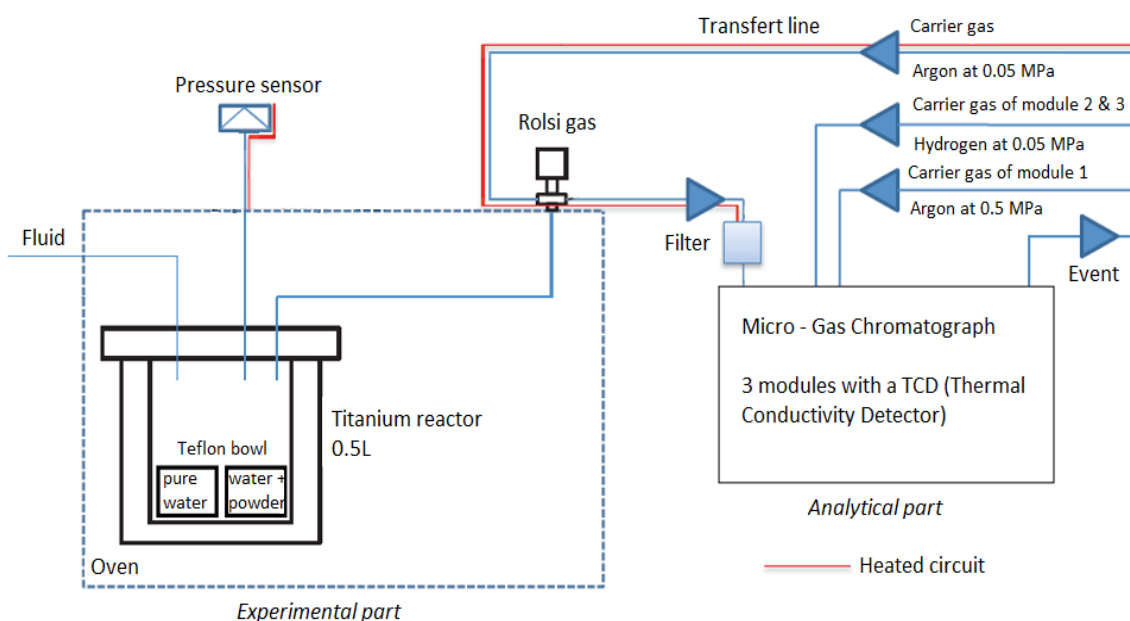 Transfert line
Carrier gas
Argon at 0.05 MPa
Pressure sensor
Rolsi gas
Carrier gas of module 2 & 3
Hydrogen at 0.05 MPa
Carrier gas of module 1
Argon at 0.5 MPa
Fluid
Filter
Event
Micro - Gas Chromatograph
3 modules with a TCD (Thermal
Conductivity Detector)
Titanium reactor
0.5L
Teflon bowl
pure
water
water +
powder
Analytical part
Oven
Heated circuit
Experimental part